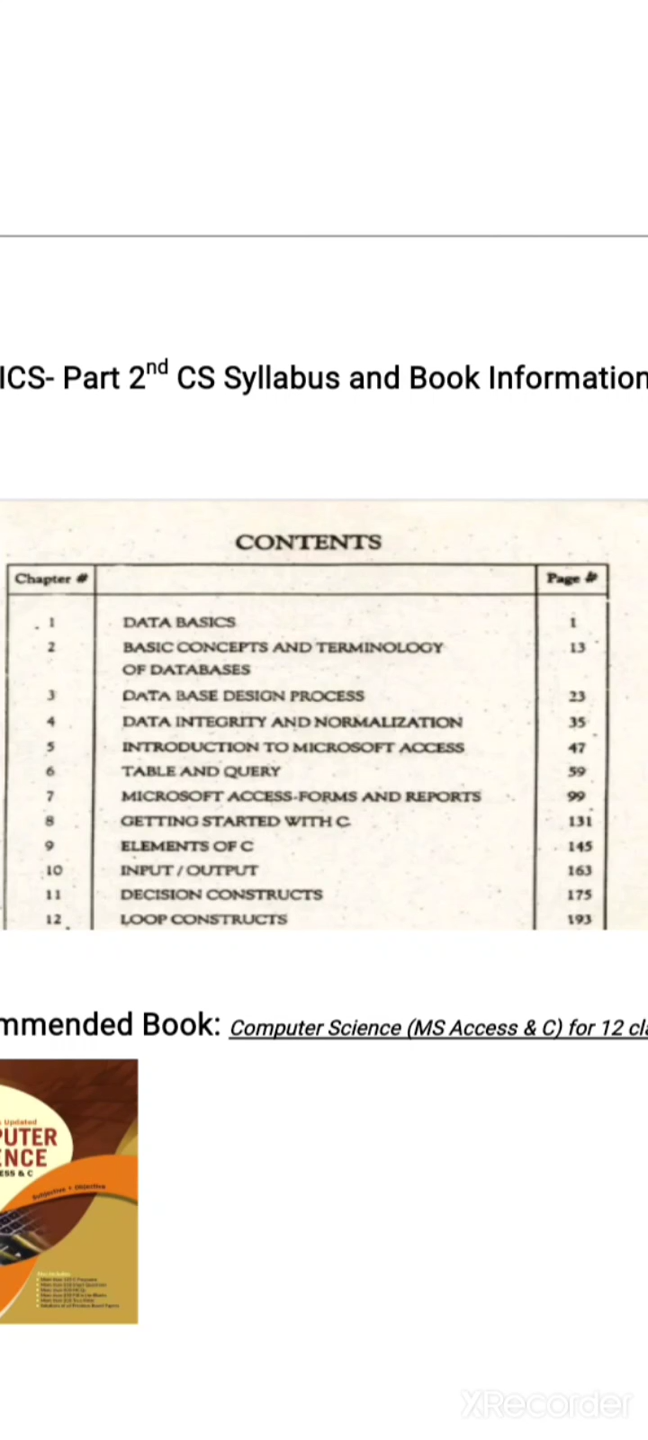 ICS- Part 2nd CS Syllabus and Book Information
CONTENTS
Chapter # Page #
1 DATA BASICS 1
2 BASIC CONCEPTS AND TERMINOLOGY 13
OF DATABASES
3 DATA BASE DESIGN PROCESS 23
4 DATA INTEGRITY AND NORMALIZATION 35
5 INTRODUCTION TO MICROSOFT ACCESS 47
6 TABLE AND QUERY 59
7 MICROSOFT ACCESS-FORMS AND REPORTS 99
8 GETTING STARTED WITH C 131
9 ELEMENTS OF C 145
10 INPUT / OUTPUT 163
11 DECISION CONSTRUCTS 175
12 LOOP CONSTRUCTS 193
mmended Book: Computer Science (MS Access & C) for 12 cla
Updated
PUTER
ENCE
ESS & C
Subjective + Objective
XRecorder